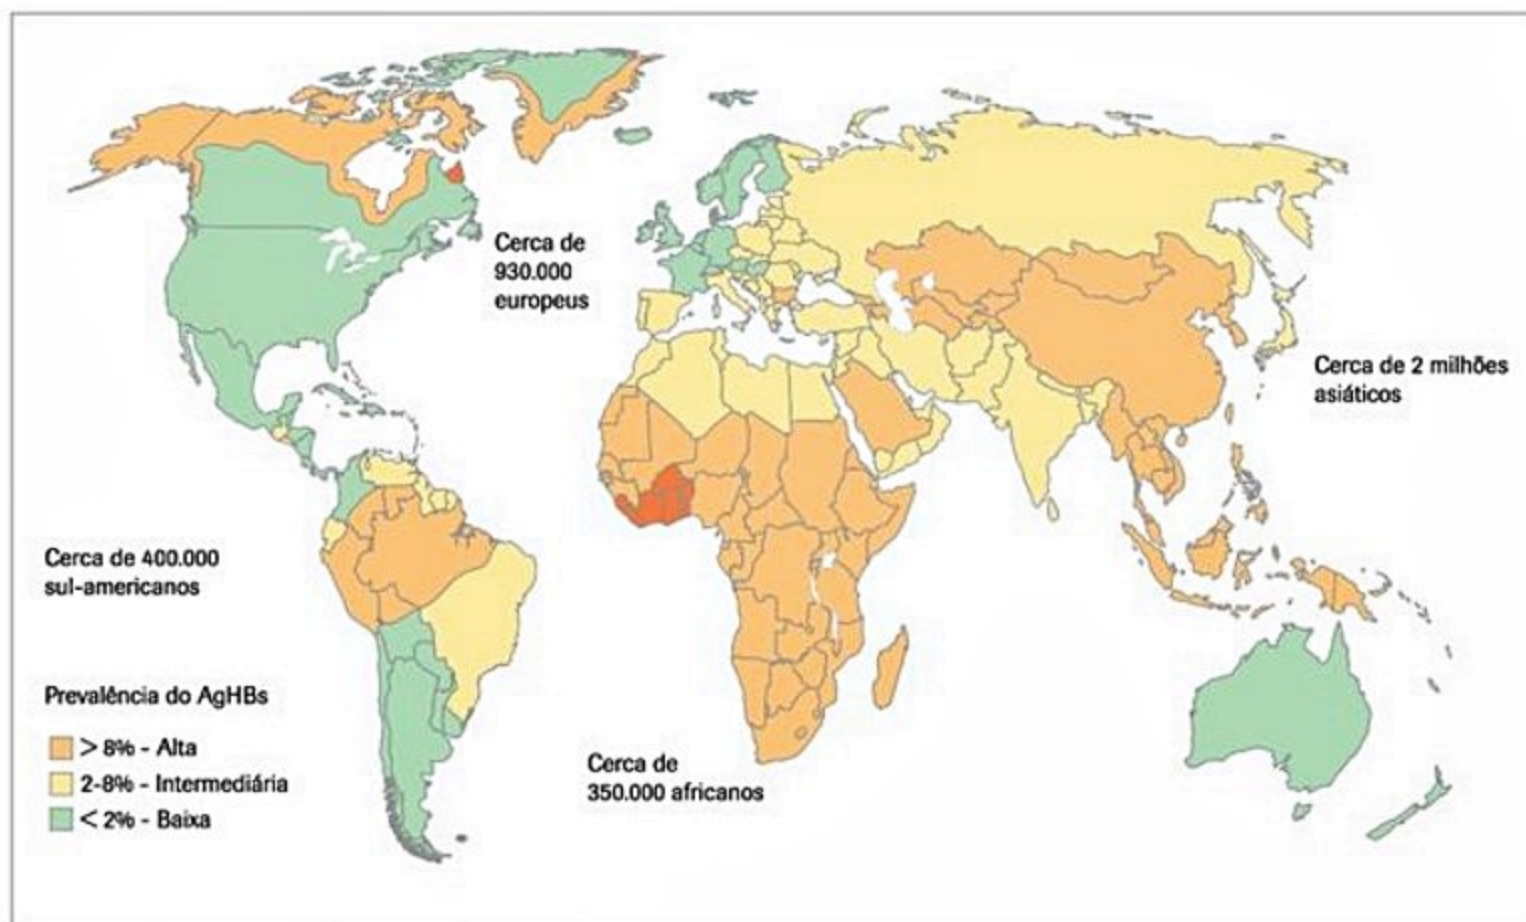 Cerca de
930.000
europeus
Cerca de 2 milhões
asiáticos
Cerca de 400.000
sul-americanos
Prevalência do AgHBs
> 8% - Alta
2-8% - Intermediária
< 2% - Baixa
Cerca de
350.000 africanos